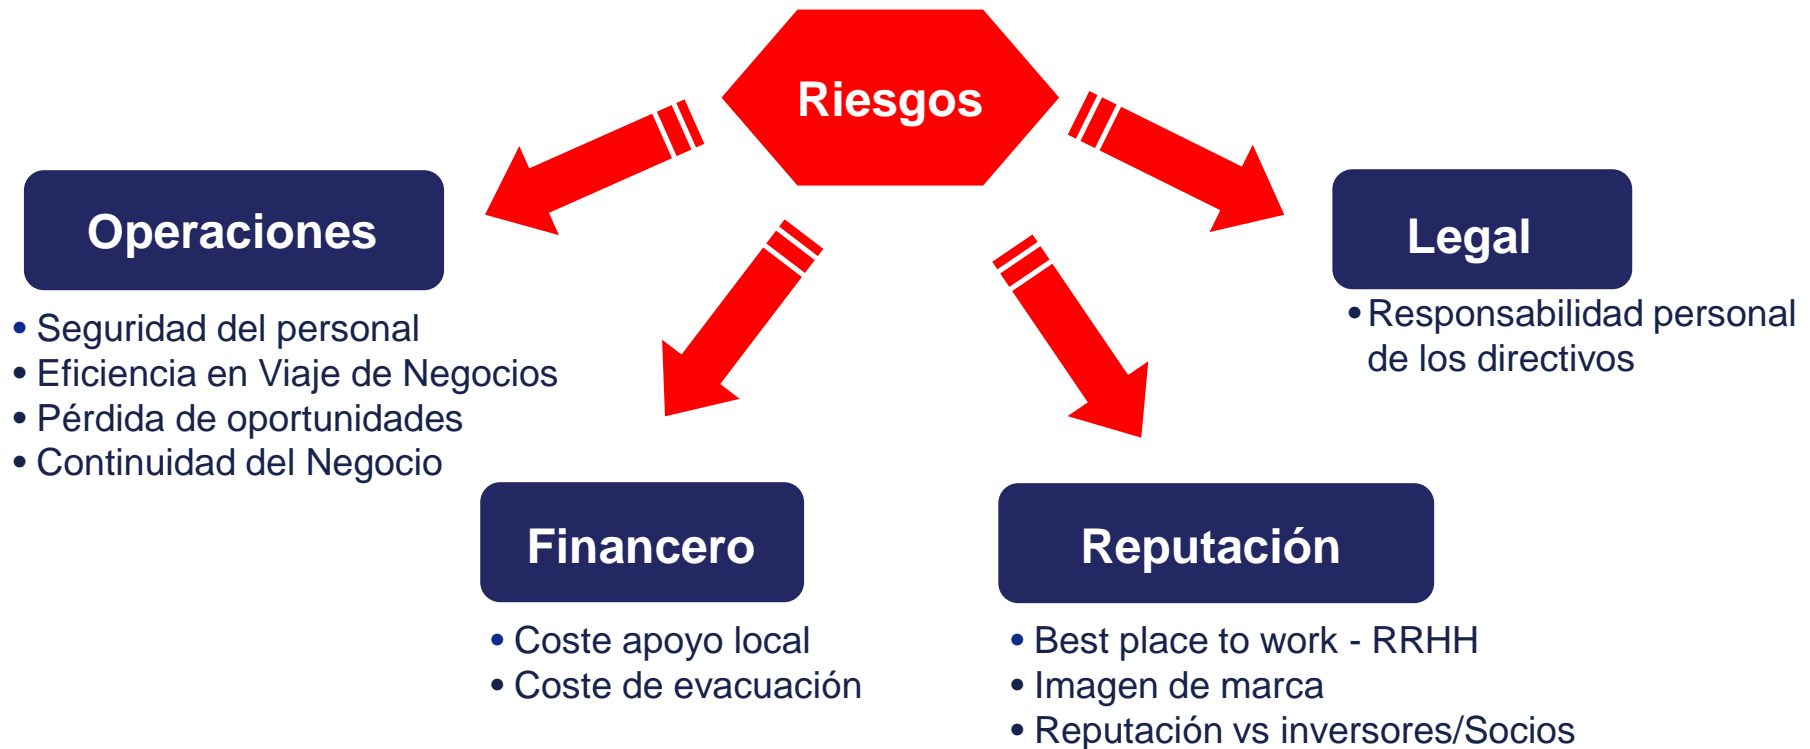 Riesgos
Operaciones
• Seguridad del personal
• Eficiencia en Viaje de Negocios
• Pérdida de oportunidades
• Continuidad del Negocio
Legal
• Responsabilidad personal
de los directivos
Financero
• Coste apoyo local
• Coste de evacuación
Reputación
• Best place to work - RRHH
• Imagen de marca
• Reputación vs inversores/Socios